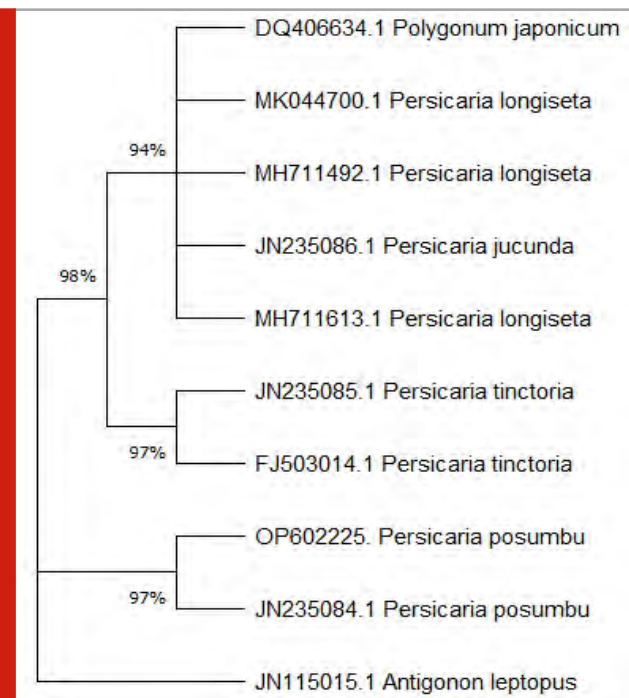 DQ406634.1 Polygonum japonicum
MK044700.1 Persicaria longiseta
94%
MH711492.1 Persicaria longiseta
JN235086.1 Persicaria jucunda
98%
MH711613.1 Persicaria longiseta
JN235085.1 Persicaria tinctoria
97%
FJ503014.1 Persicaria tinctoria
OP602225. Persicaria posumbu
97%
JN235084.1 Persicaria posumbu
JN115015.1 Antigonon leptopus